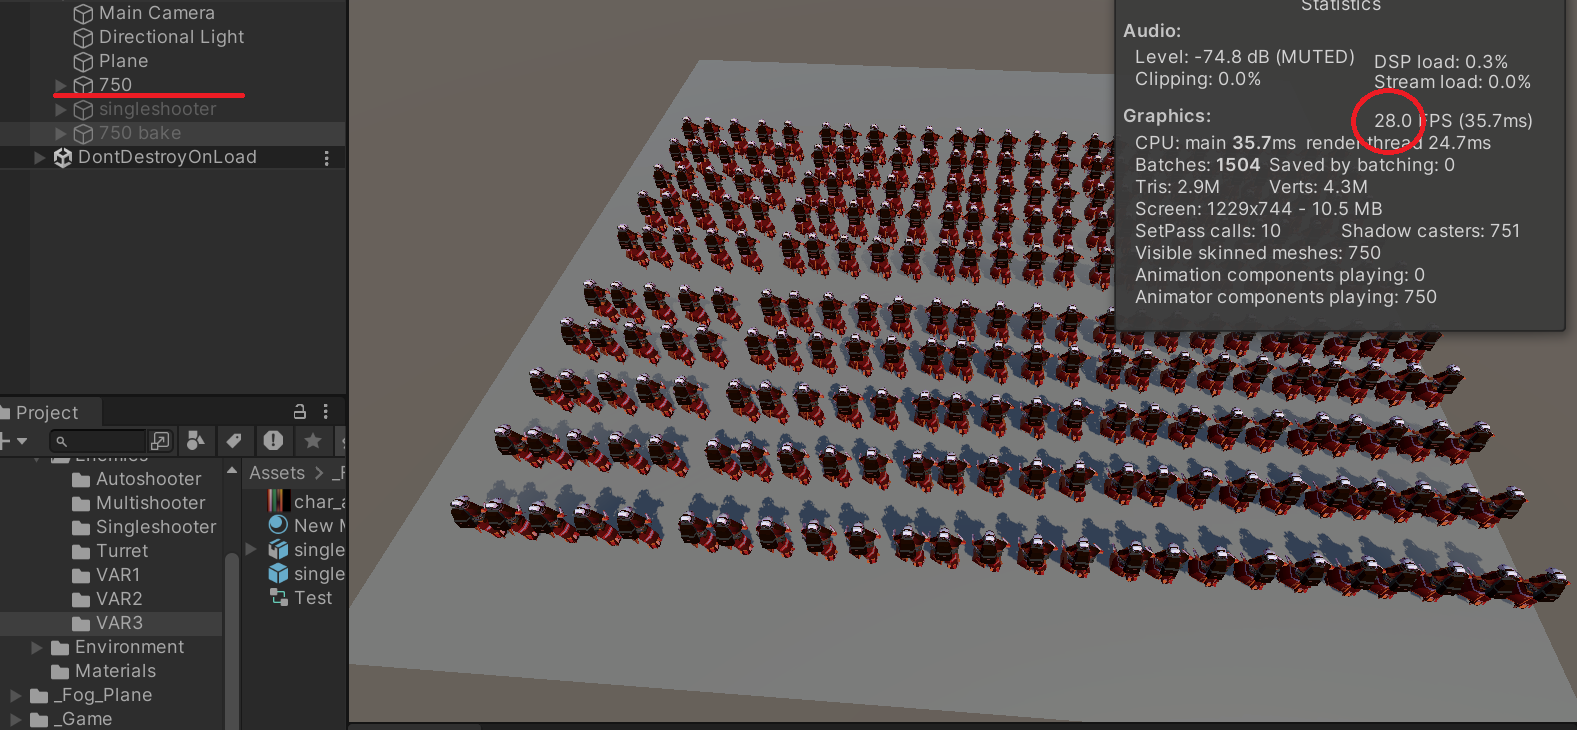 Main Camera
Directional Light
Plane
750
singleshooter
750 bake
DontDestroyOnLoad
Project
Enemies
Autoshooter
Multishooter
Singleshooter
Turret
VAR1
VAR2
VAR3
Environment
Materials
_Fog_Plane
_Game
Assets > _F
char_a
New M
single
single
Test
Statistics
Audio:
Level: -74.8 dB (MUTED) DSP load: 0.3%
Clipping: 0.0% Stream load: 0.0%
Graphics: 28.0 FPS (35.7ms)
CPU: main 35.7ms render thread 24.7ms
Batches: 1504 Saved by batching: 0
Tris: 2.9M Verts: 4.3M
Screen: 1229x744 - 10.5 MB
SetPass calls: 10 Shadow casters: 751
Visible skinned meshes: 750
Animation components playing: 0
Animator components playing: 750